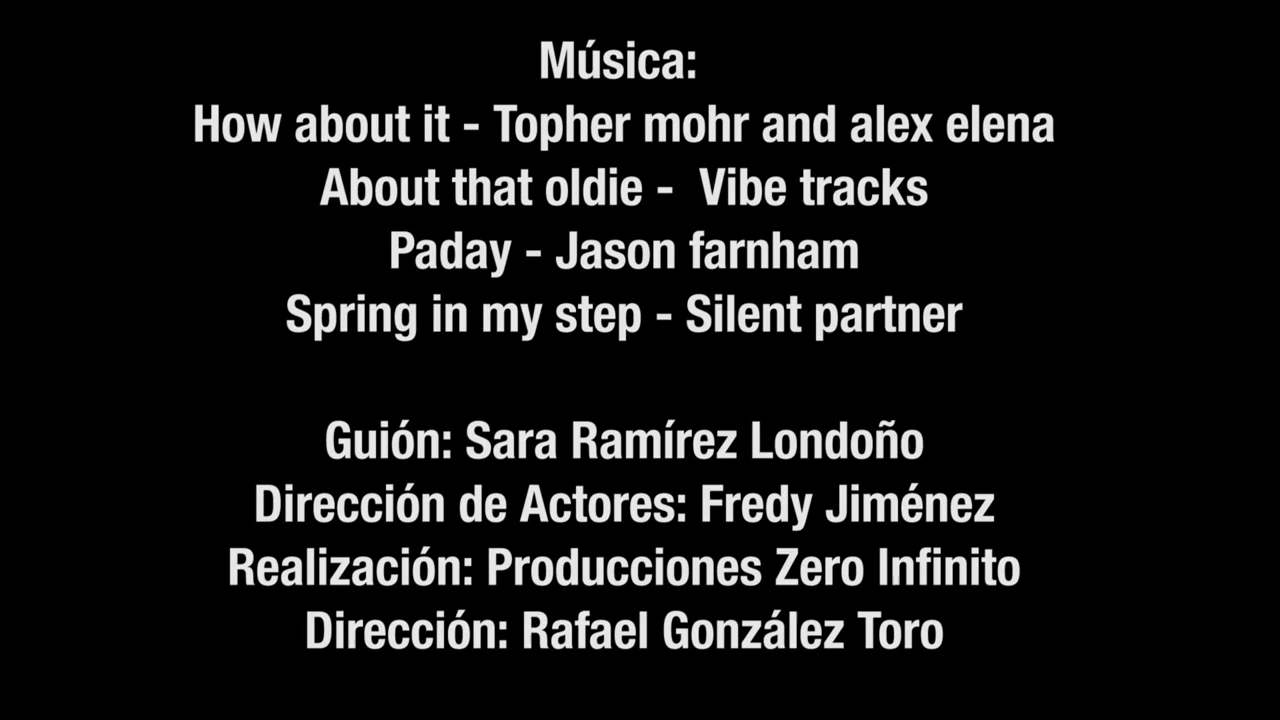 Música:
How about it - Topher mohr and alex elena
About that oldie -  Vibe tracks
Paday - Jason farnham
Spring in my step - Silent partner
Guión: Sara Ramírez Londoño
Dirección de Actores: Fredy Jiménez
Realización: Producciones Zero Infinito
Dirección: Rafael González Toro